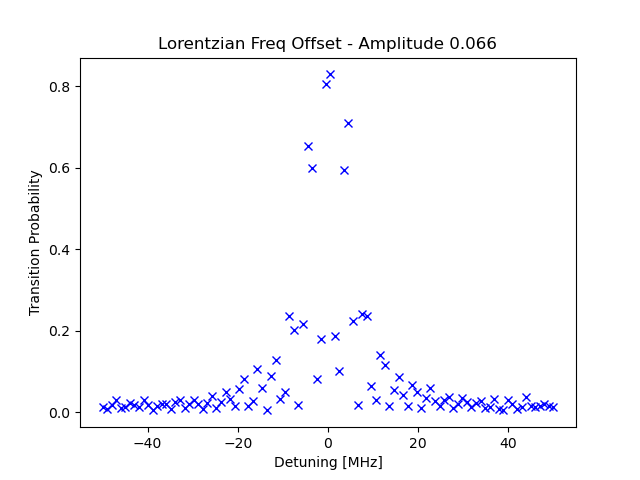 Lorentzian Freq Offset - Amplitude 0.066
Transition Probability
0.8
0.6
0.4
0.2
0.0
−40 −20 0 20 40
Detuning [MHz]